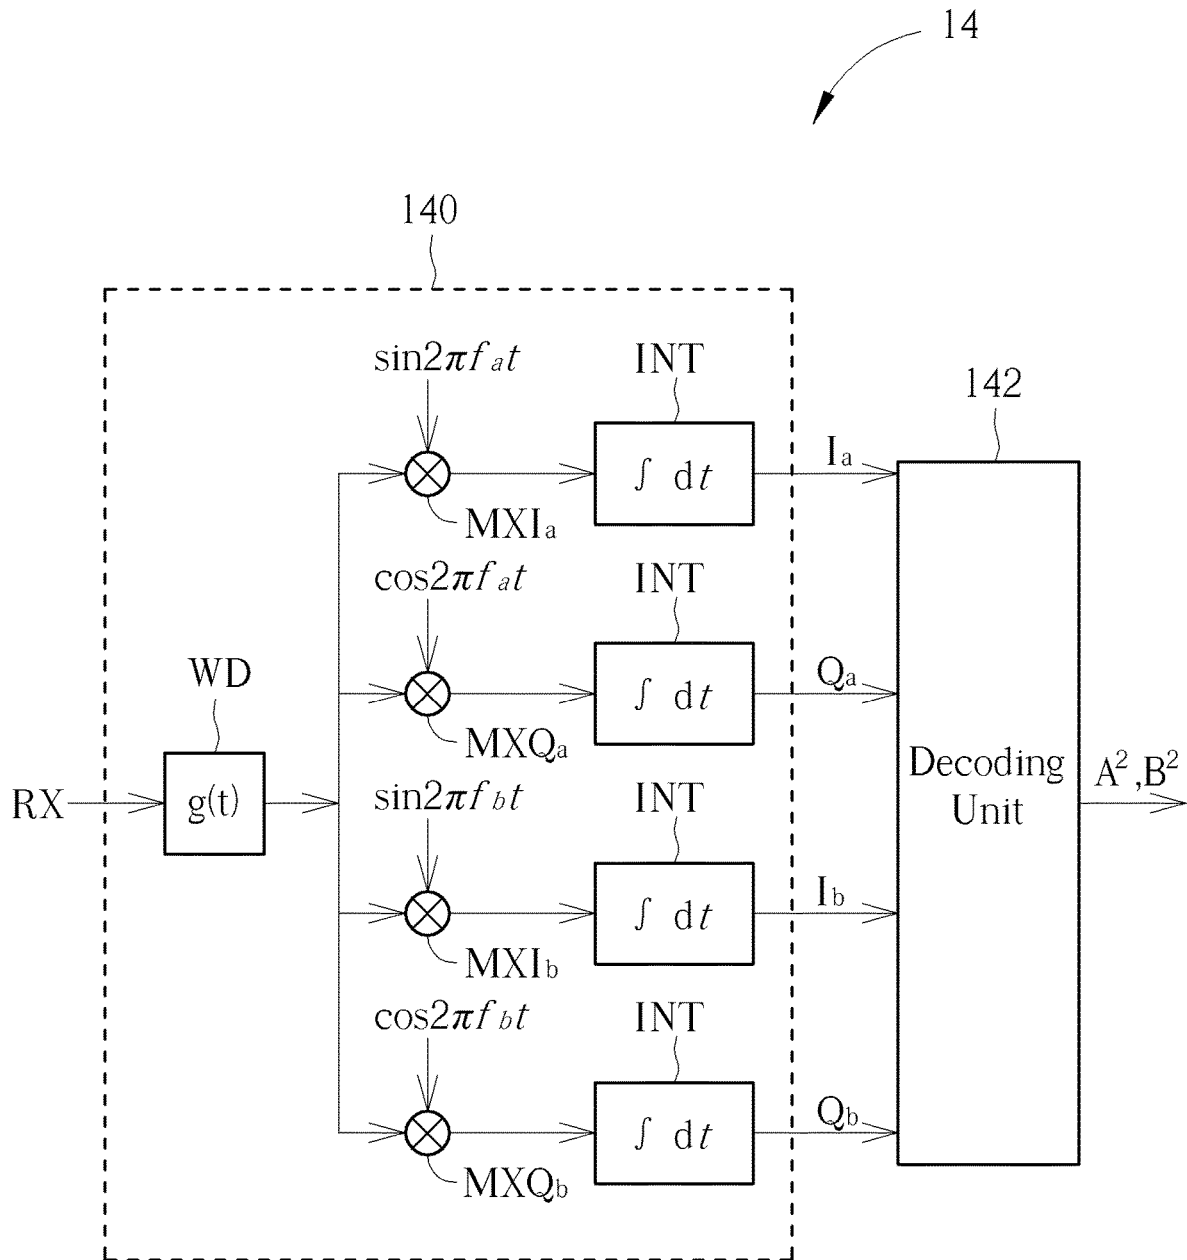 14
140
sin2πfat
INT
142
∫ dt
Ia
MXIa
cos2πfat
INT
WD
∫ dt
Qa
MXQa
Decoding
Unit
A²,B²
RX
g(t)
sin2πfbt
INT
∫ dt
Ib
MXIb
cos2πfbt
INT
∫ dt
Qb
MXQb